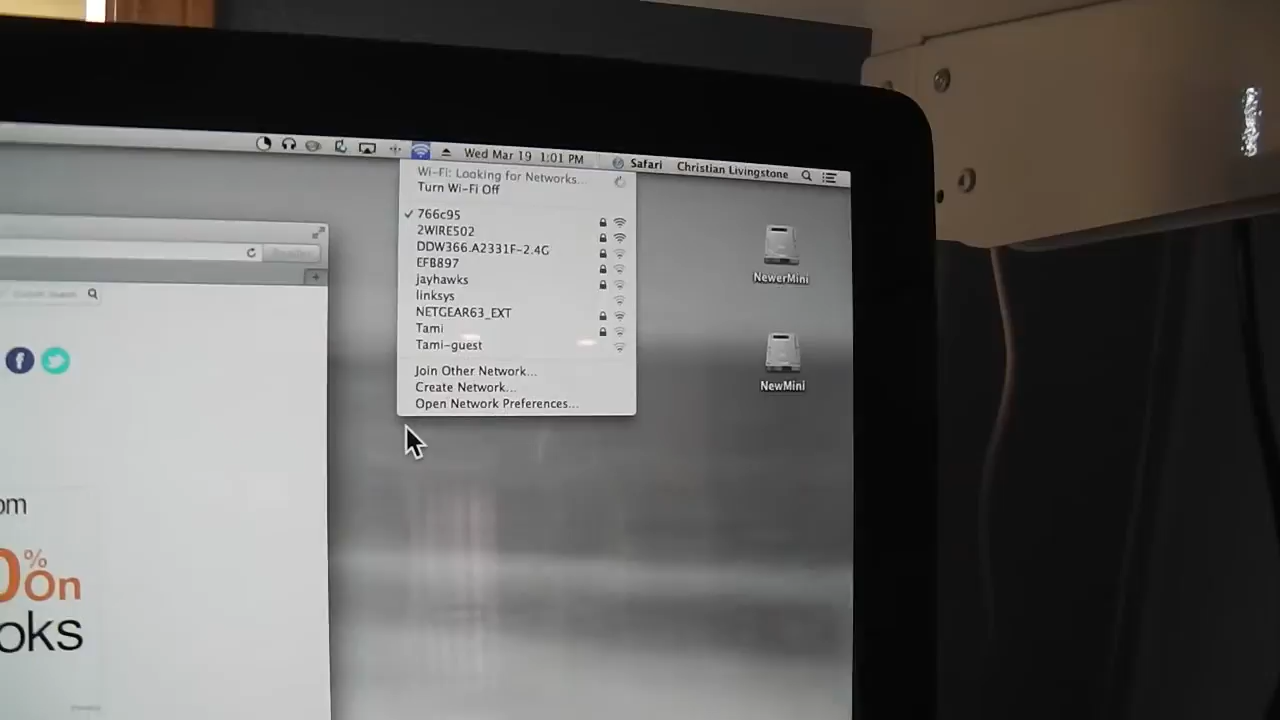 Wed Mar 19 1:01 PM Safari Christian Livingstone
Wi-Fi: Looking for Networks...
Turn Wi-Fi Off
✓ 766c95
2WIRE502
DDW366.A2331F-2.4G
EFB897
jayhawks
linksys
NETGEAR63_EXT
Tami
Tami-guest
Join Other Network...
Create Network...
Open Network Preferences...
NewerMini
NewMini
f
om
0% On
oks